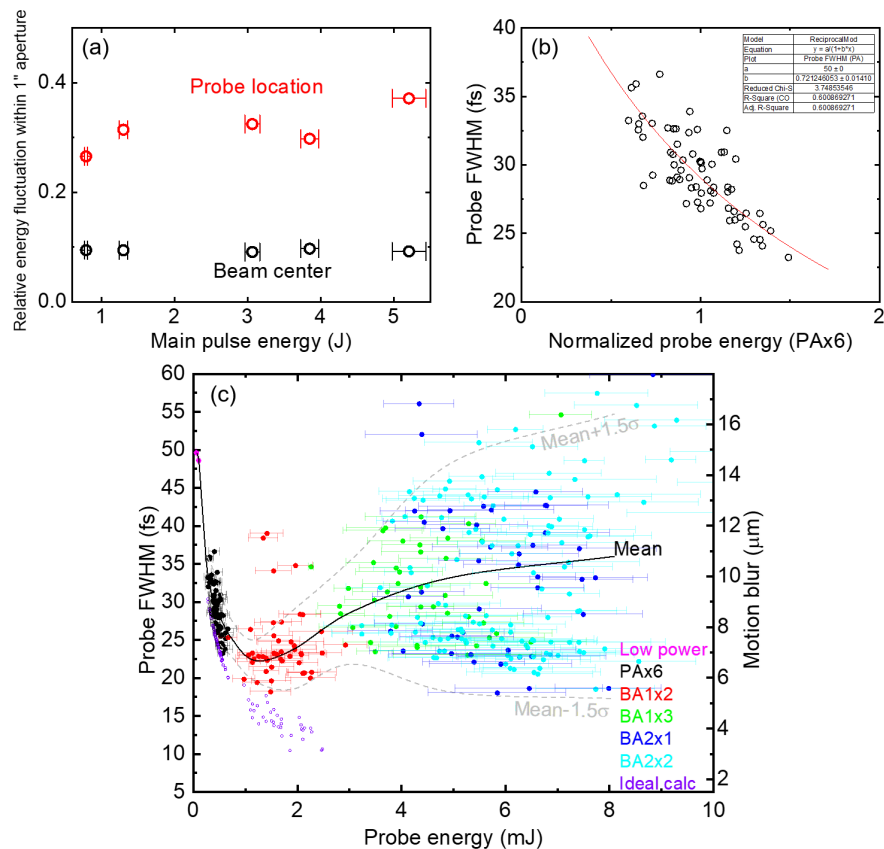 (a)
Relative energy fluctuation within 1" aperture
0.4
0.2
0.0
Probe location
Beam center
1 2 3 4 5
Main pulse energy (J)
(b)
Probe FWHM (fs)
40
35
30
25
20
Model ReciprocalMod
Equation y = a/(1+b*x)
Plot Probe FWHM (PA)
a 50 ± 0
b 0.721246053 ± 0.01410
Reduced Chi-S 3.74853546
R-Square (CO 0.600869271
Adj. R-Square 0.600869271
0 1 2
Normalized probe energy (PAx6)
(c)
Probe FWHM (fs)
60
55
50
45
40
35
30
25
20
15
10
5
Mean+1.5σ
Mean
Mean-1.5σ
Low power
PAx6
BA1x2
BA1x3
BA2x1
BA2x2
Ideal calc
16
14
12
10
8
6
4
2
Motion blur (μm)
0 2 4 6 8 10
Probe energy (mJ)